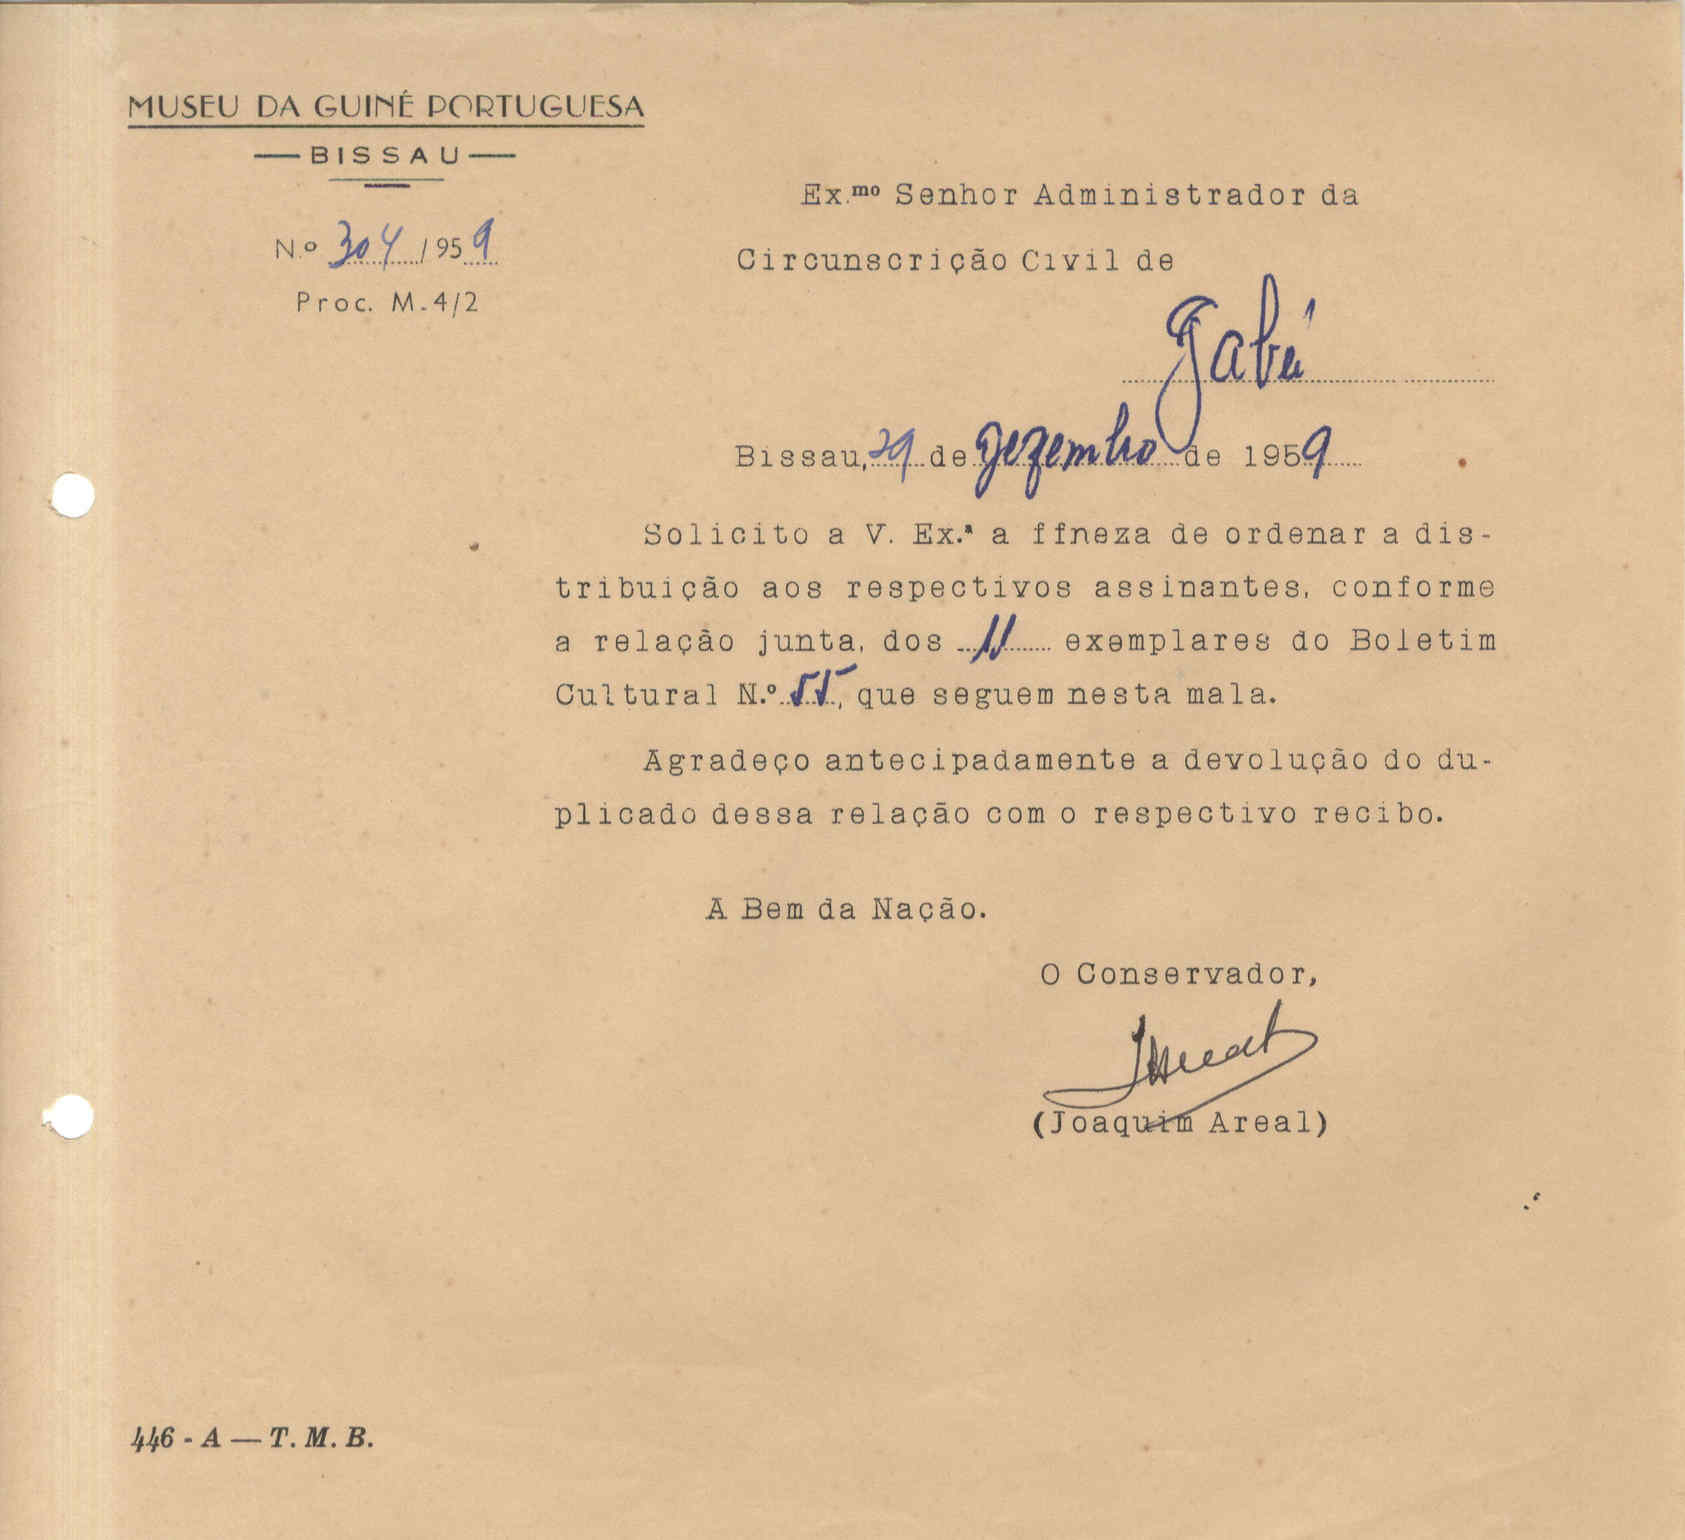 MUSEU DA GUINÉ PORTUGUESA
— BISSAU —
N.º 304/1959
Proc. M.4/2
Ex.mo Senhor Administrador da
Circunscrição Civil de
Gabú
Bissau, 29 de Dezembro de 1959
Solicito a V. Ex.ª a ffneza de ordenar a dis-
tribuição aos respectivos assinantes, conforme
a relação junta, dos 11 exemplares do Boletim
Cultural N.º 55, que seguem nesta mala.
Agradeço antecipadamente a devolução do du-
plicado dessa relação com o respectivo recibo.
A Bem da Nação.
O Conservador,
(Joaquim Areal)
446 - A — T. M. B.